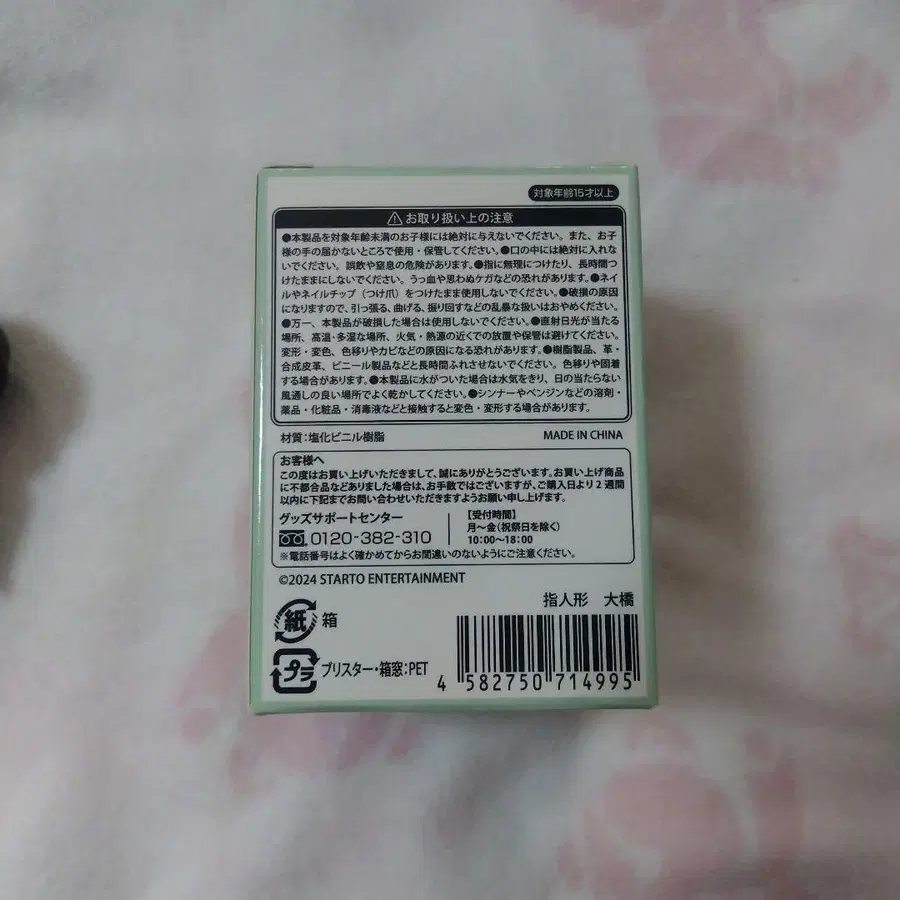 対象年齢15才以上
⚠お取り扱い上の注意
●本製品を対象年齢未満のお子様には絶対に与えないでください。また、お子
様の手の届かないところで使用・保管してください。●口の中には絶対に入れな
いでください。誤飲や窒息の危険があります。●指に無理につけたり、長時間つ
けたままにしないでください。うっ血や思わぬケガなどの恐れがあります。●ネイ
ルやネイルチップ（つけ爪）をつけたまま使用しないでください。●破損の原因
になりますので、引っ張る、曲げる、振り回すなどの乱暴な扱いはおやめください。
●万一、本製品が破損した場合は使用しないでください。●直射日光が当たる
場所、高温・多湿な場所、火気・熱源の近くでの放置や保管は避けてください。
変形・変色、色移りやカビなどの原因になる恐れがあります。●樹脂製品、革・
合成皮革、ビニール製品などと長時間ふれさせないでください。色移りや固着
する場合があります。●本製品に水がついた場合は水気をきり、日の当たらない
風通しの良い場所でよく乾かしてください。●シンナーやベンジンなどの溶剤・
薬品・化粧品・消毒液などと接触すると変色・変形する場合があります。
材質：塩化ビニル樹脂 MADE IN CHINA
お客様へ
この度はお買い上げいただきまして、誠にありがとうございます。お買い上げ商品
に不都合品などありました場合は、お手数ではございますが、ご購入日より2週間
以内に下記までお問い合わせいただきますようお願い申し上げます。
グッズサポートセンター
0120-382-310
【受付時間】
月〜金（祝祭日を除く）
10:00〜18:00
※電話番号はよく確かめてからお間違いのないようにご注意ください。
©2024 STARTO ENTERTAINMENT
指人形 大橋
紙 箱
プラ ブリスター・箱窓：PET
4 582750 714995